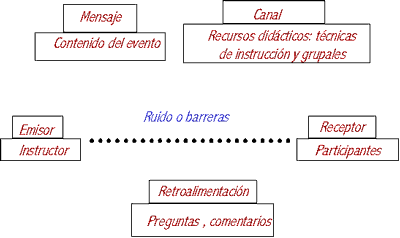 Mensaje
Contenido del evento
Canal
Recursos didácticos: técnicas
de instrucción y grupales
Ruido o barreras
Emisor
Instructor
Receptor
Participantes
Retroalimentación
Preguntas , comentarios